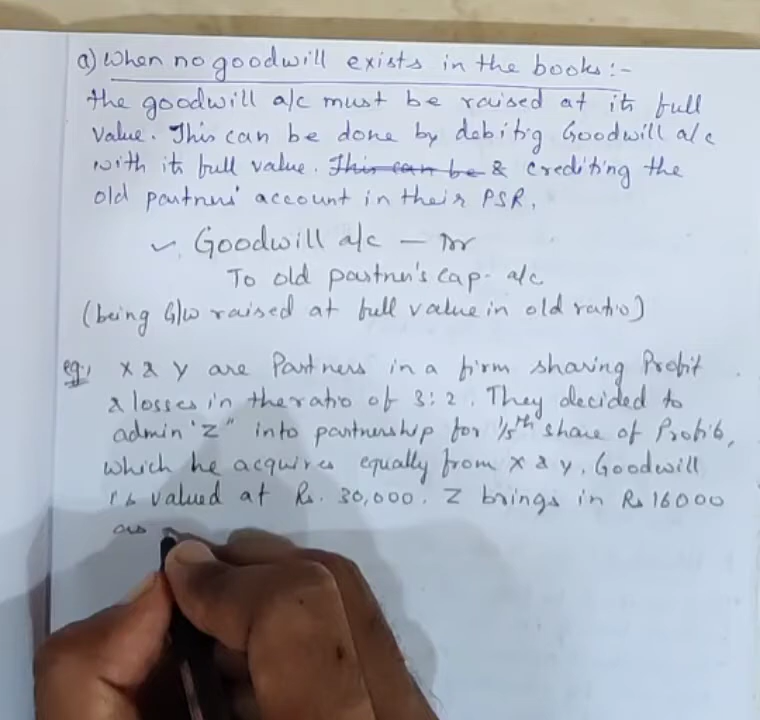 a) When no goodwill exists in the books:-
the goodwill a/c must be raised at its full
value. This can be done by debitig Goodwill a/c
with its full value. This can be & crediting the
old partners' account in their PSR.
✓ Goodwill a/c — Dr
To old partner's cap. a/c
(being G/w raised at full value in old ratio)
eg:, X & Y are Partners in a firm sharing Profit
& losses in the ratio of 3:2. They decided to
admin 'Z" into partnership for 1/5th share of Profit,
which he acquires equally from X & Y. Goodwill
is valued at Rs. 30,000. Z brings in Rs 16000
as